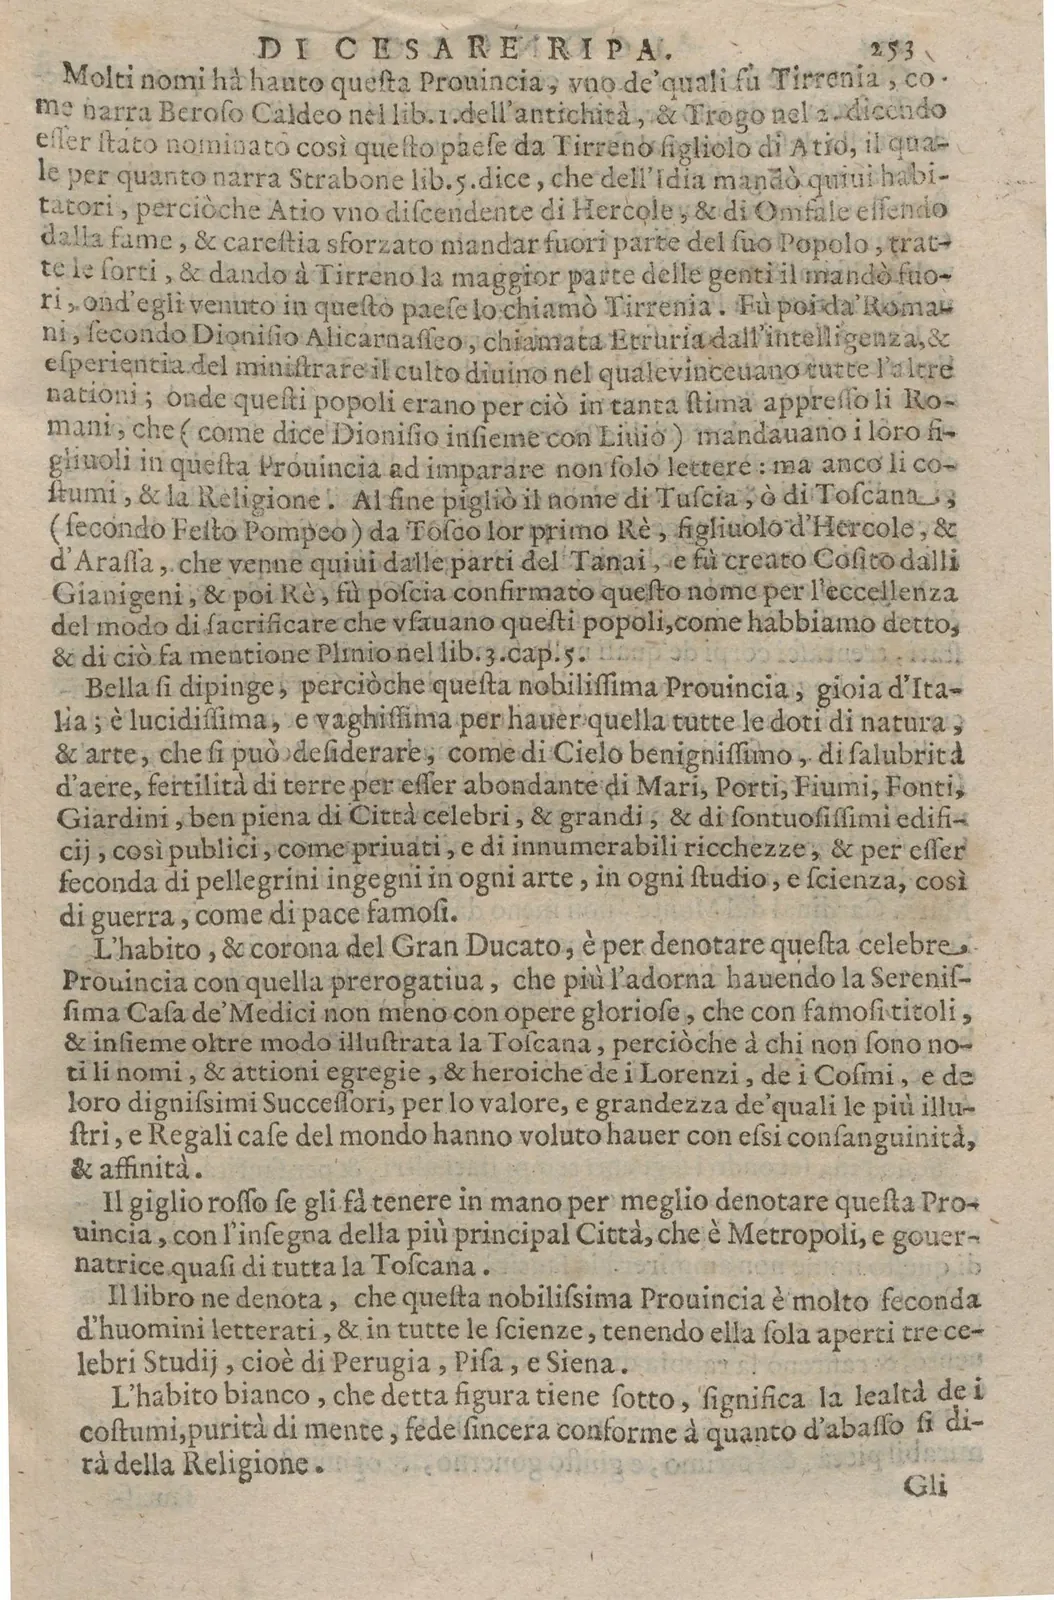 DI CESARE RIPA. 253
Molti nomi hà hauto queſta Prouincia, vno de'quali fù Tirrenia, co-
me narra Beroſo Caldeo nel lib. 1. dell'antichità, & Trogo nel 2. dicendo
eſſer ſtato nominato così queſto paeſe da Tirreno figliolo di Atio, il qua-
le per quanto narra Strabone lib. 5. dice, che dell'Idia mandò quiui habi-
tatori, perciòche Atio vno diſcendente di Hercole, & di Omfale eſſendo
dalla fame, & careſtia sforzato mandar fuori parte del ſuo Popolo, trat-
te le ſorti, & dando à Tirreno la maggior parte delle genti il mandò fuo-
ri, ond'egli venuto in queſto paeſe lo chiamò Tirrenia. Fù poi da' Roma-
ni, ſecondo Dioniſio Alicarnaſſeo, chiamata Etruria dall'intelligenza, &
eſperientia del miniſtrare il culto diuino nel quale vinceuano tutte l'altre
nationi; onde queſti popoli erano per ciò in tanta ſtima appreſſo li Ro-
mani, che (come dice Dioniſio inſieme con Liuio) mandauano i loro fi-
gliuoli in queſta Prouincia ad imparare non ſolo lettere: ma anco li co-
ſtumi, & la Religione. Al fine pigliò il nome di Tuſcia, ò di Toſcana,
(ſecondo Feſto Pompeo) da Toſco lor primo Rè, figliuolo d'Hercole, &
d'Araſſa, che venne quiui dalle parti del Tanai, e fù creato Coſito dalli
Gianigeni, & poi Rè, fù poſcia confirmato queſto nome per l'eccellenza
del modo di ſacrificare che vſauano queſti popoli, come habbiamo detto,
& di ciò fa mentione Plinio nel lib. 3. cap. 5.
Bella ſi dipinge, perciòche queſta nobiliſſima Prouincia, gioia d'Ita-
lia; è lucidiſſima, e vaghiſſima per hauer quella tutte le doti di natura,
& arte, che ſi può deſiderare, come di Cielo benigniſſimo, di ſalubrità
d'aere, fertilità di terre per eſſer abondante di Mari, Porti, Fiumi, Fonti,
Giardini, ben piena di Città celebri, & grandi, & di ſontuoſiſſimi edifi-
cij, così publici, come priuati, e di innumerabili ricchezze, & per eſſer
feconda di pellegrini ingegni in ogni arte, in ogni ſtudio, e ſcienza, così
di guerra, come di pace famoſi.
L'habito, & corona del Gran Ducato, è per denotare queſta celebre
Prouincia con quella prerogatiua, che più l'adorna hauendo la Sereniſ-
ſima Caſa de' Medici non meno con opere glorioſe, che con famoſi titoli,
& inſieme oltre modo illuſtrata la Toſcana, perciòche à chi non ſono no-
ti li nomi, & attioni egregie, & heroiche de i Lorenzi, de i Coſmi, e de
loro digniſsimi Succeſſori, per lo valore, e grandezza de'quali le più illu-
ſtri, e Regali caſe del mondo hanno voluto hauer con eſsi conſanguinità,
& affinità.
Il giglio roſſo ſe gli fà tenere in mano per meglio denotare queſta Pro-
uincia, con l'inſegna della più principal Città, che è Metropoli, e gouer-
natrice quaſi di tutta la Toſcana.
Il libro ne denota, che queſta nobiliſsima Prouincia è molto feconda
d'huomini letterati, & in tutte le ſcienze, tenendo ella ſola aperti tre ce-
lebri Studij, cioè di Perugia, Piſa, e Siena.
L'habito bianco, che detta figura tiene ſotto, ſignifica la lealtà de i
coſtumi, purità di mente, fede ſincera conforme à quanto d'abaſſo ſi di-
rà della Religione.
Gli